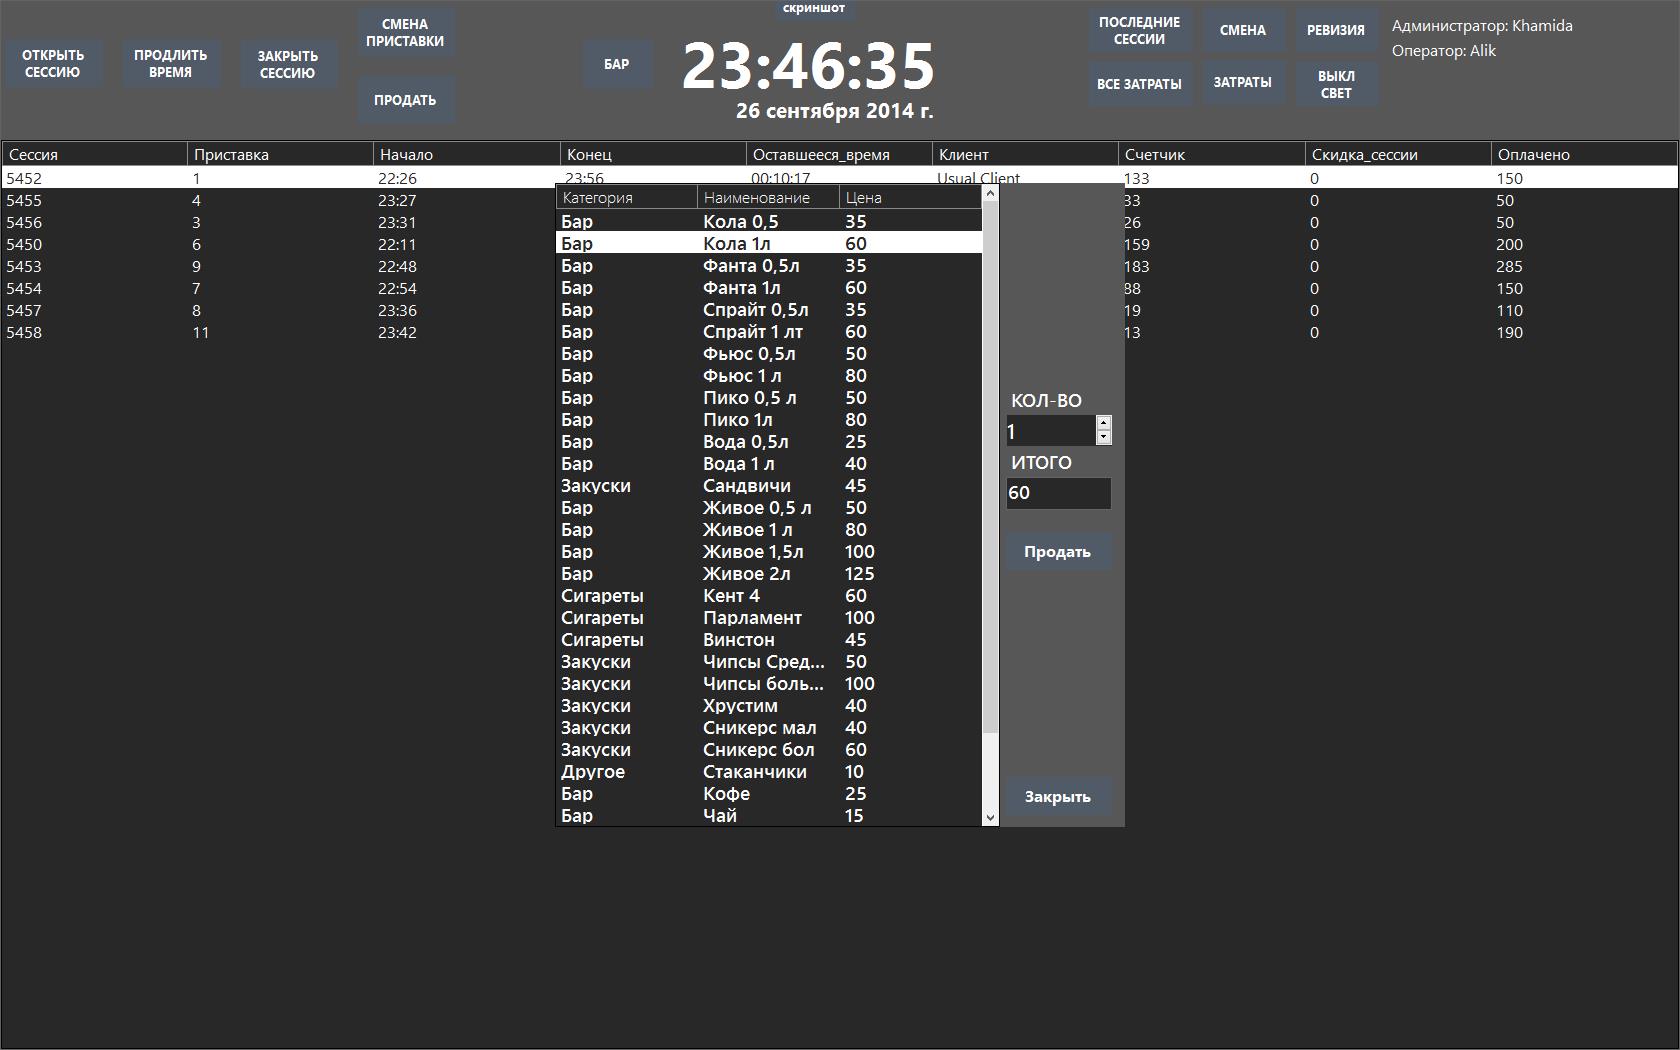 скриншот
ОТКРЫТЬ
СЕССИЮ
ПРОДЛИТЬ
ВРЕМЯ
ЗАКРЫТЬ
СЕССИЮ
СМЕНА
ПРИСТАВКИ
ПРОДАТЬ
БАР
23:46:35
26 сентября 2014 г.
ПОСЛЕДНИЕ
СЕССИИ
СМЕНА
РЕВИЗИЯ
ВСЕ ЗАТРАТЫ
ЗАТРАТЫ
ВЫКЛ
СВЕТ
Администратор: Khamida
Оператор: Alik
Сессия Приставка Начало Конец Оставшееся_время Клиент Счетчик Скидка_сессии Оплачено
5452 1 22:26 23:56 00:10:17 Usual Client 133 0 150
5455 4 23:27 33 0 50
5456 3 23:31 26 0 50
5450 6 22:11 159 0 200
5453 9 22:48 183 0 285
5454 7 22:54 88 0 150
5457 8 23:36 19 0 110
5458 11 23:42 13 0 190
Категория Наименование Цена
Бар Кола 0,5 35
Бар Кола 1л 60
Бар Фанта 0,5л 35
Бар Фанта 1л 60
Бар Спрайт 0,5л 35
Бар Спрайт 1 лт 60
Бар Фьюс 0,5л 50
Бар Фьюс 1 л 80
Бар Пико 0,5 л 50
Бар Пико 1л 80
Бар Вода 0,5л 25
Бар Вода 1 л 40
Закуски Сандвичи 45
Бар Живое 0,5 л 50
Бар Живое 1 л 80
Бар Живое 1,5л 100
Бар Живое 2л 125
Сигареты Кент 4 60
Сигареты Парламент 100
Сигареты Винстон 45
Закуски Чипсы Сред... 50
Закуски Чипсы боль... 100
Закуски Хрустим 40
Закуски Сникерс мал 40
Закуски Сникерс бол 60
Другое Стаканчики 10
Бар Кофе 25
Бар Чай 15
КОЛ-ВО
1
ИТОГО
60
Продать
Закрыть